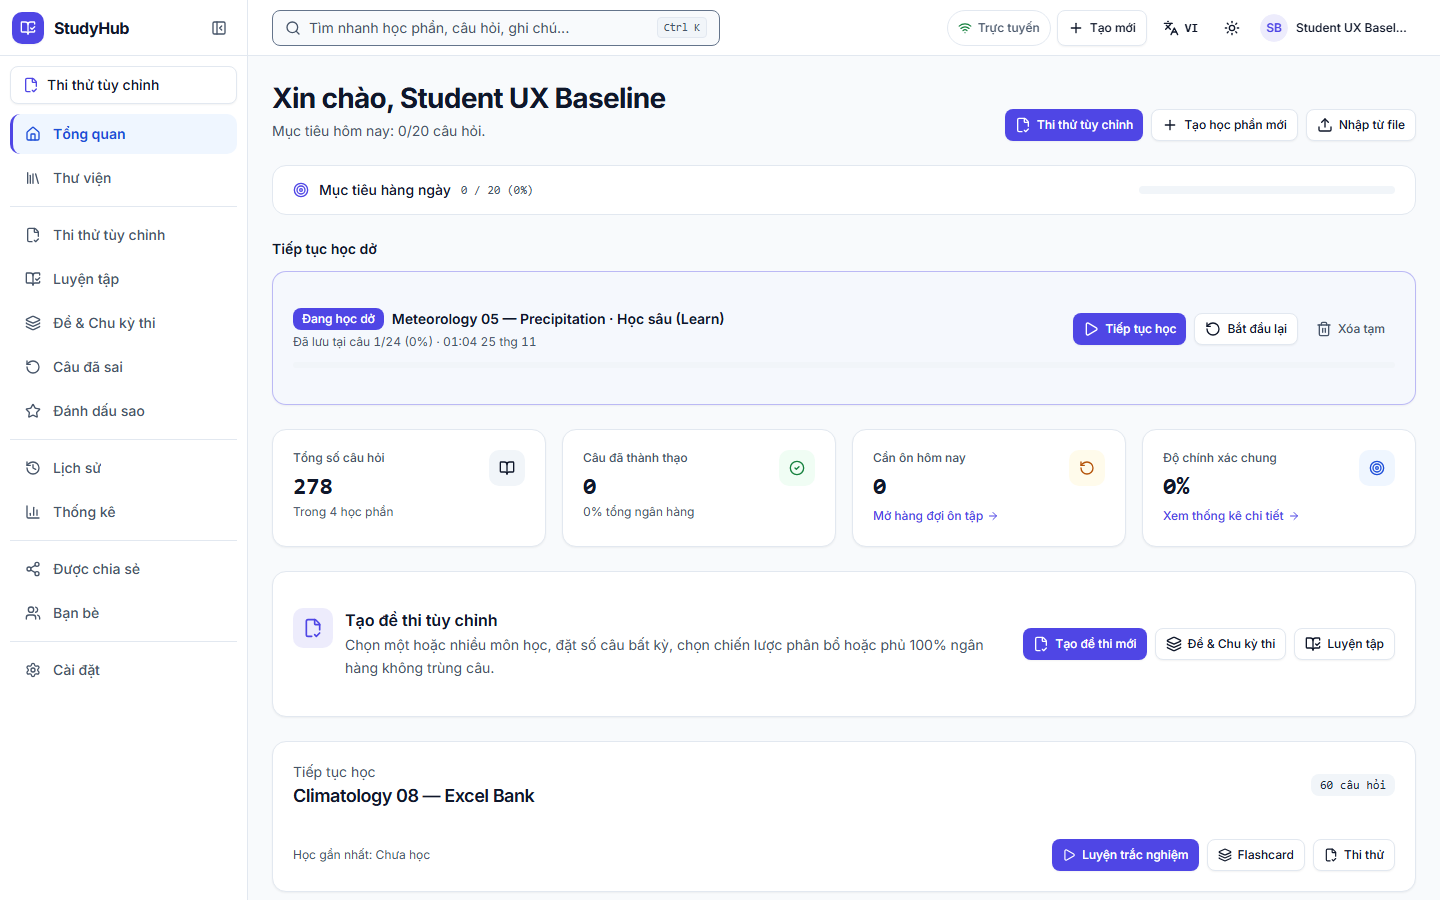 StudyHub
Tìm nhanh học phần, câu hỏi, ghi chú... Ctrl K
Trực tuyến
Tạo mới
VI
SB Student UX Basel...
Thi thử tùy chỉnh
Tổng quan
Thư viện
Thi thử tùy chỉnh
Luyện tập
Đề & Chu kỳ thi
Câu đã sai
Đánh dấu sao
Lịch sử
Thống kê
Được chia sẻ
Bạn bè
Cài đặt
Xin chào, Student UX Baseline
Mục tiêu hôm nay: 0/20 câu hỏi.
Thi thử tùy chỉnh
Tạo học phần mới
Nhập từ file
Mục tiêu hàng ngày 0 / 20 (0%)
Tiếp tục học dở
Đang học dở Meteorology 05 — Precipitation · Học sâu (Learn)
Đã lưu tại câu 1/24 (0%) · 01:04 25 thg 11
Tiếp tục học
Bắt đầu lại
Xóa tạm
Tổng số câu hỏi
278
Trong 4 học phần
Câu đã thành thạo
0
0% tổng ngân hàng
Cần ôn hôm nay
0
Mở hàng đợi ôn tập →
Độ chính xác chung
0%
Xem thống kê chi tiết →
Tạo đề thi tùy chỉnh
Chọn một hoặc nhiều môn học, đặt số câu bất kỳ, chọn chiến lược phân bổ hoặc phủ 100% ngân
hàng không trùng câu.
Tạo đề thi mới
Đề & Chu kỳ thi
Luyện tập
Tiếp tục học
Climatology 08 — Excel Bank
60 câu hỏi
Học gần nhất: Chưa học
Luyện trắc nghiệm
Flashcard
Thi thử